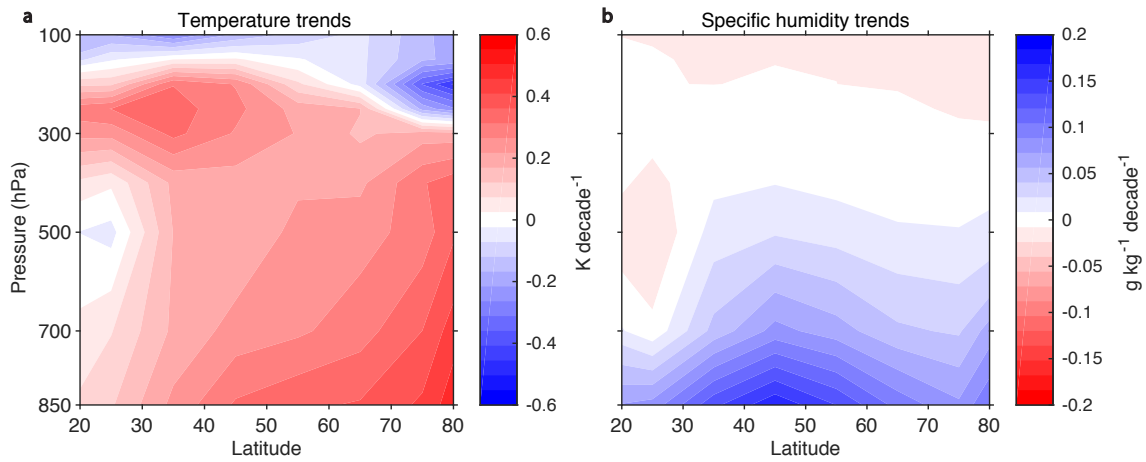 a
Temperature trends
100
300
500
700
850
Pressure (hPa)
20 30 40 50 60 70 80
Latitude
0.6
0.4
0.2
0
-0.2
-0.4
-0.6
K decade⁻¹
b
Specific humidity trends
20 30 40 50 60 70 80
Latitude
0.2
0.15
0.1
0.05
0
-0.05
-0.1
-0.15
-0.2
g kg⁻¹ decade⁻¹